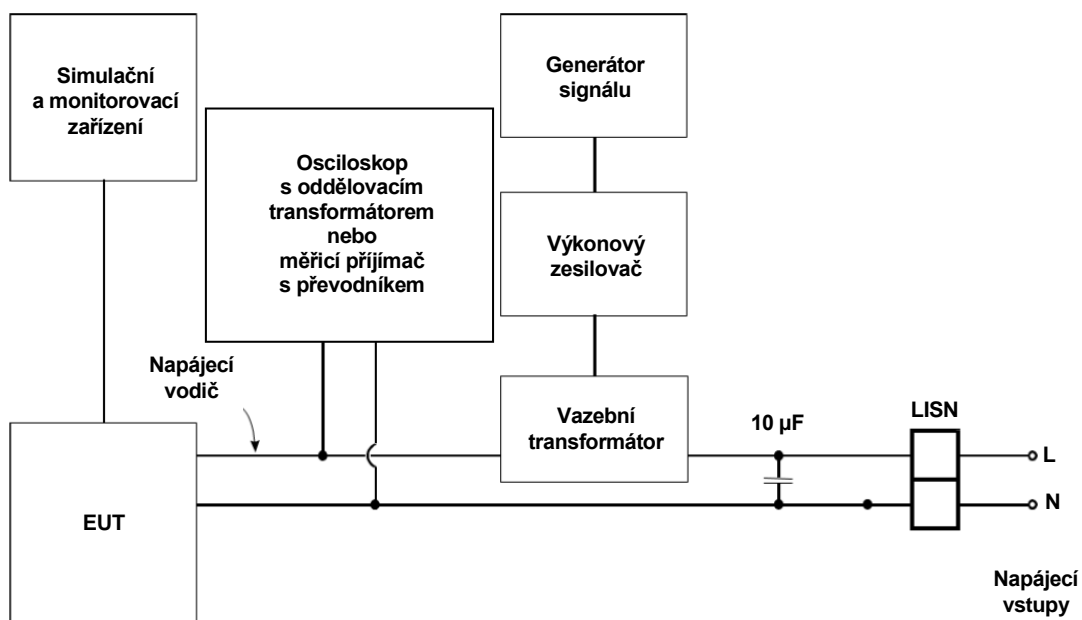 Simulační
a monitorovací
zařízení
Generátor
signálu
Osciloskop
s oddělovacím
transformátorem
nebo
měřicí příjímač
s převodníkem
Výkonový
zesilovač
Napájecí
vodič
Vazební
transformátor
10 µF
LISN
L
N
EUT
Napájecí
vstupy